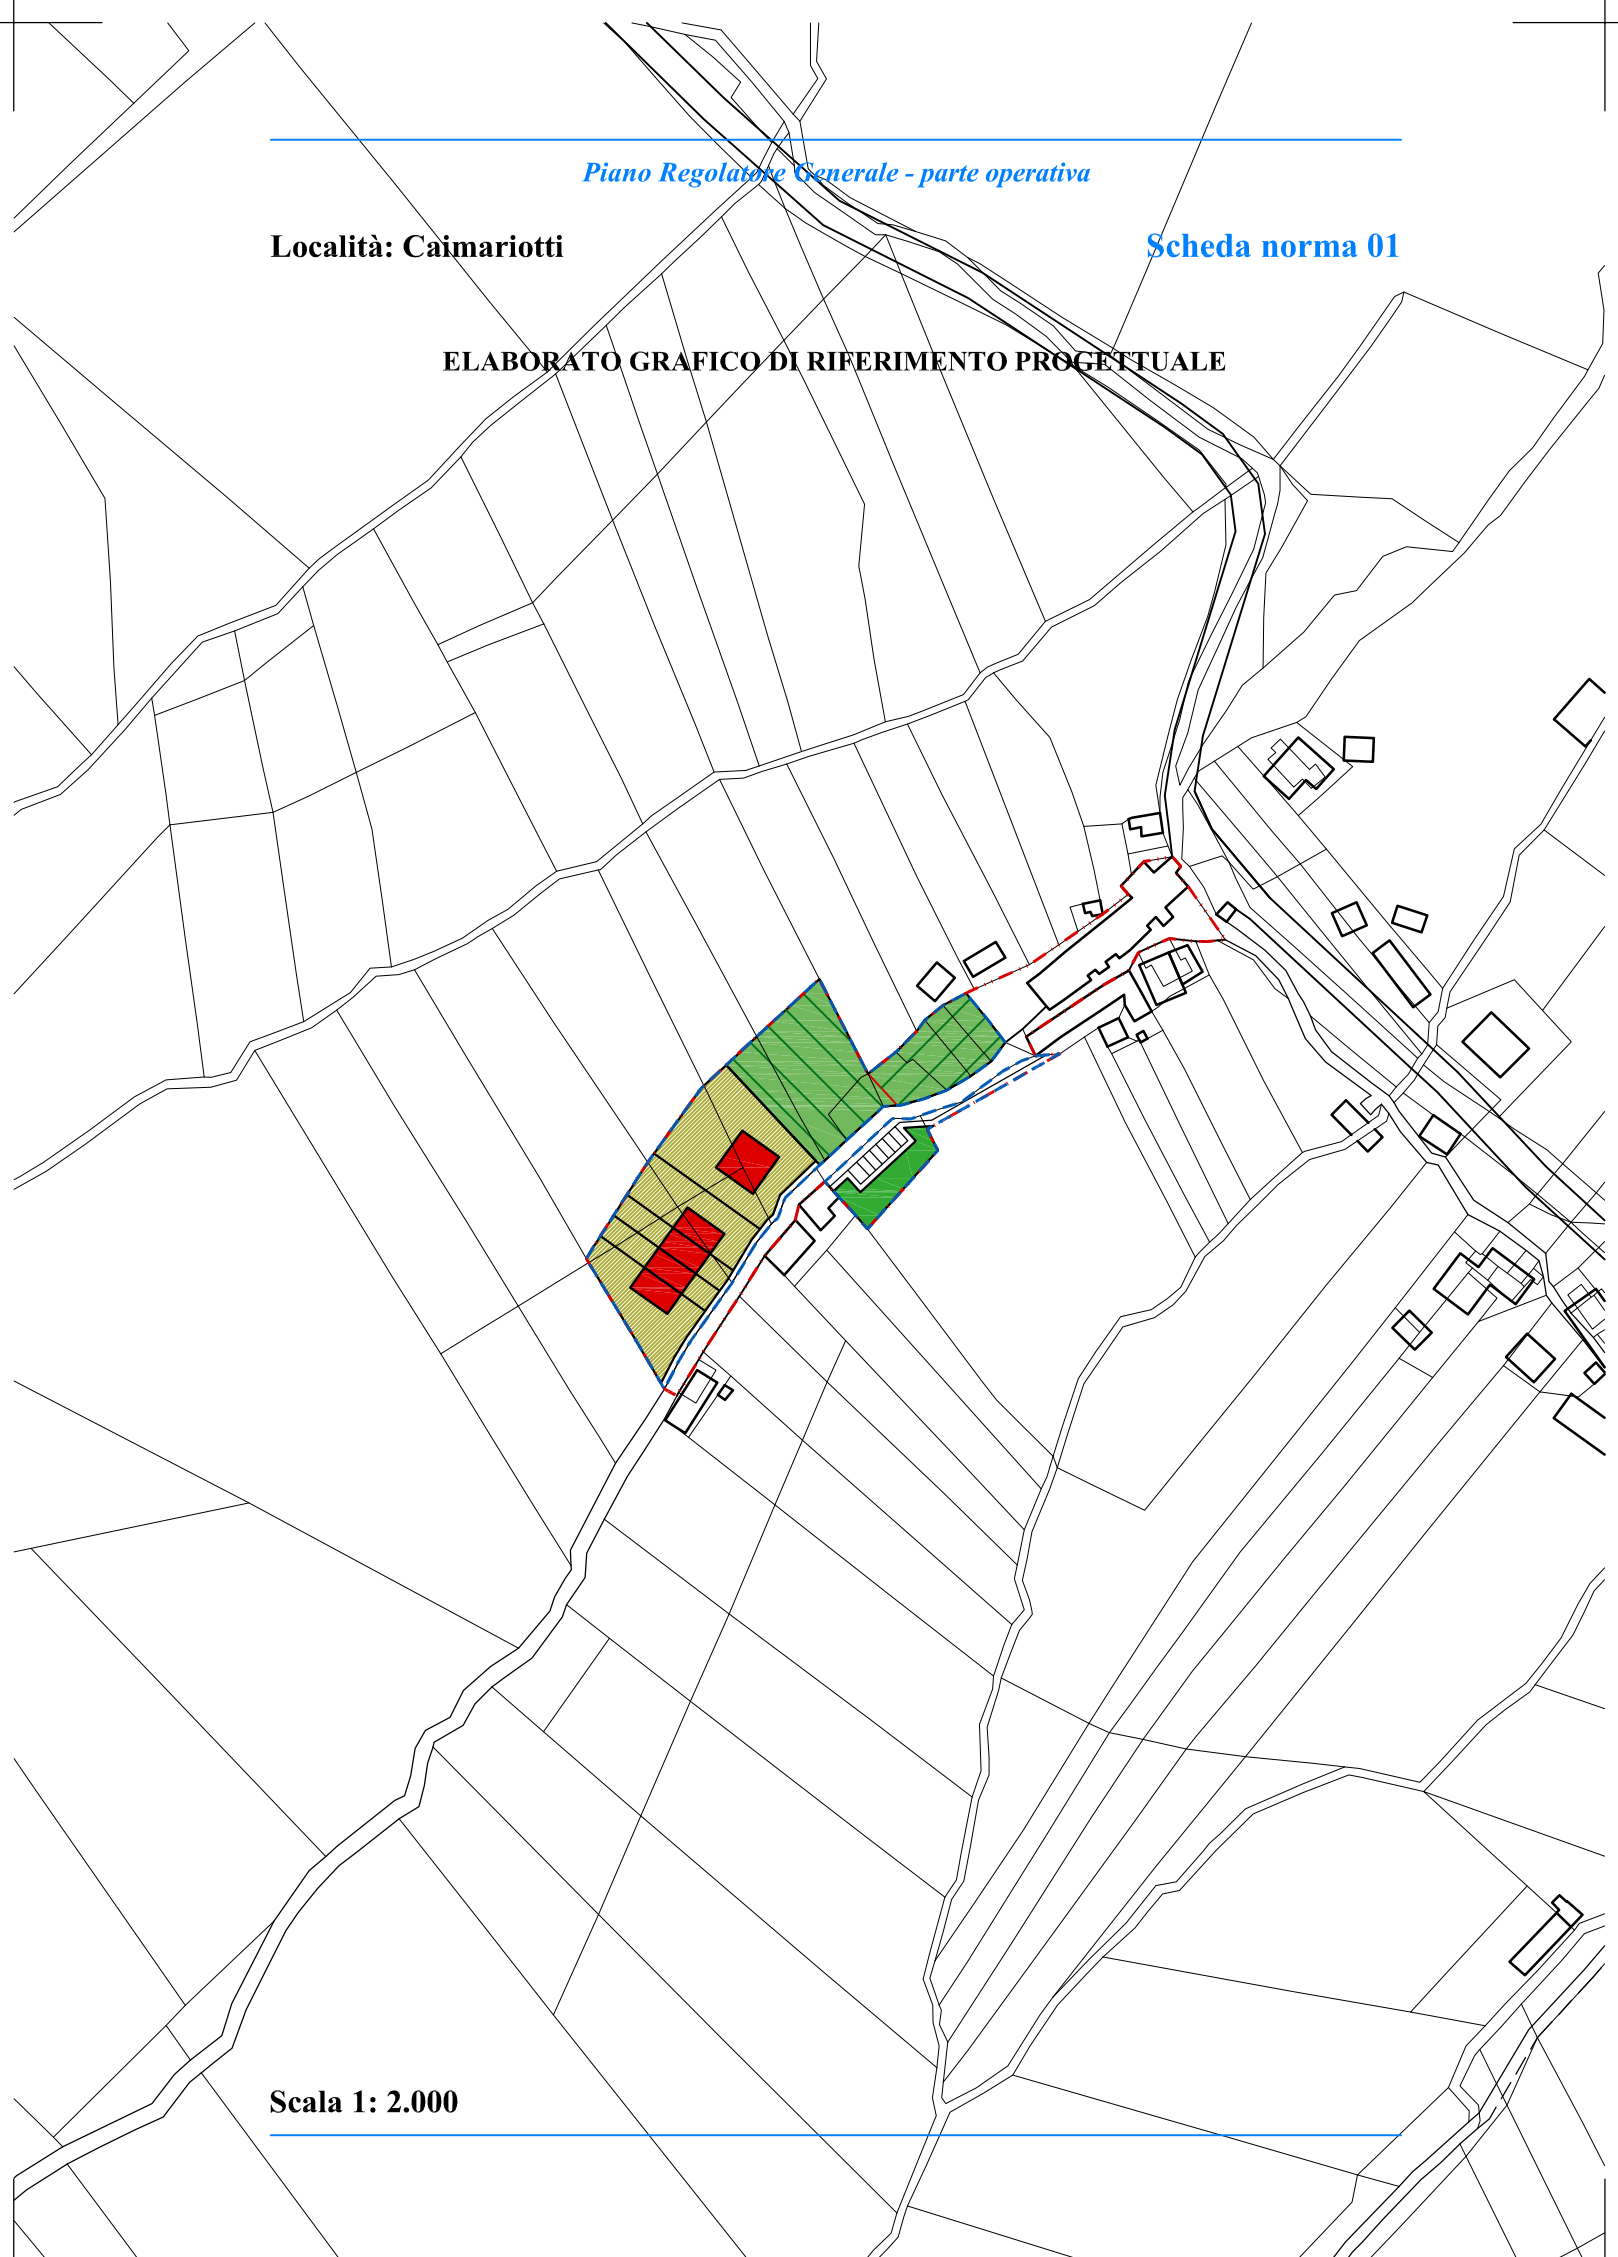 Piano Regolatore Generale - parte operativa
Località: Caimariotti
Scheda norma 01
ELABORATO GRAFICO DI RIFERIMENTO PROGETTUALE
Scala 1: 2.000